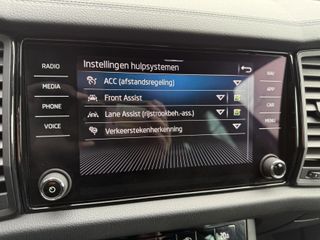 Instellingen hulpsystemen
RADIO
MEDIA
PHONE
VOICE
ACC (afstandsregeling)
Front Assist
Lane Assist (rijstrookbeh.-ass.)
Verkeerstekenherkenning
NAV
APP
CAR
MENU